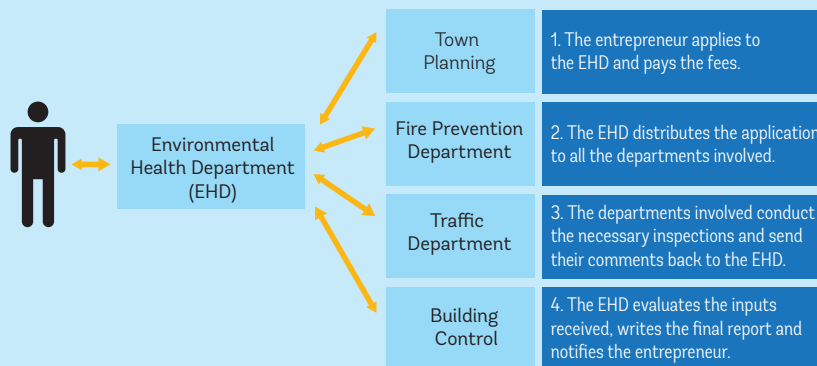 Environmental
Health Department
(EHD)
Town
Planning
Fire Prevention
Department
Traffic
Department
Building
Control
1. The entrepreneur applies to
the EHD and pays the fees.
2. The EHD distributes the application
to all the departments involved.
3. The departments involved conduct
the necessary inspections and send
their comments back to the EHD.
4. The EHD evaluates the inputs
received, writes the final report and
notifies the entrepreneur.